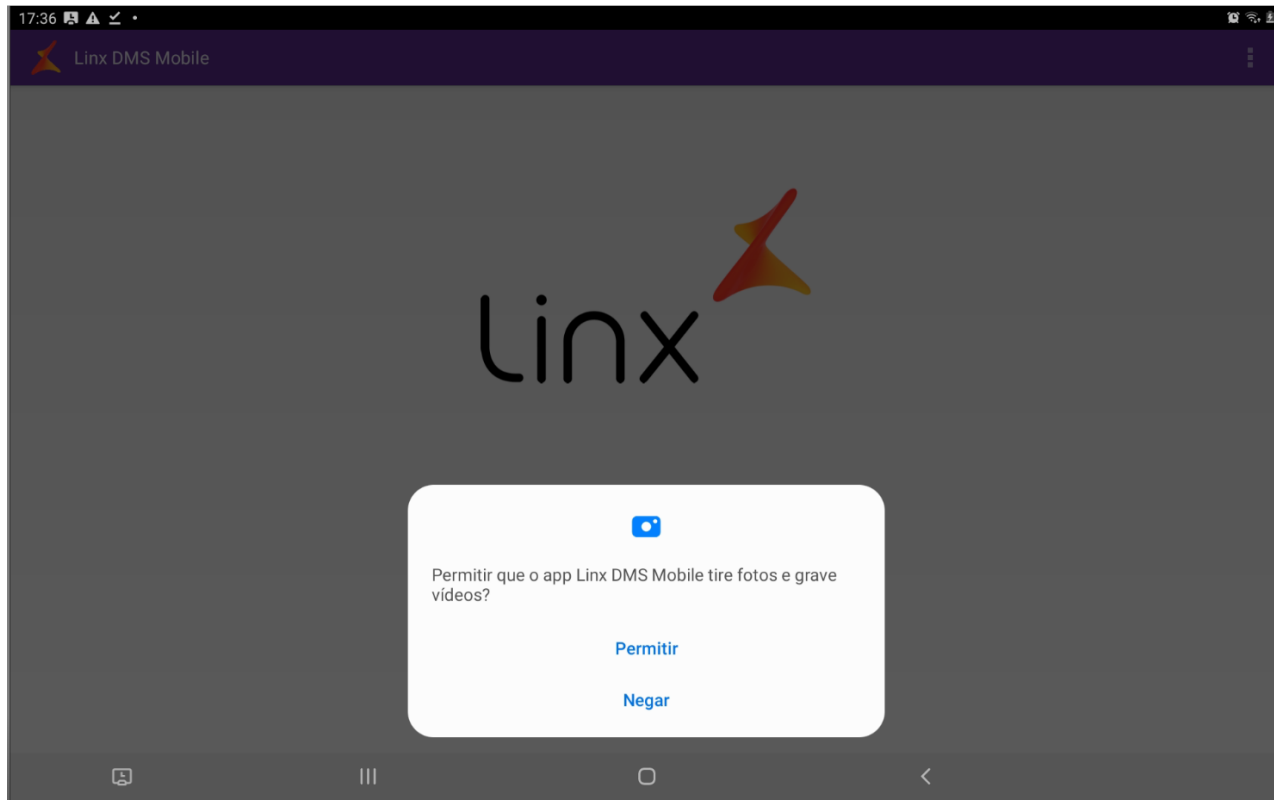 17:36
Linx DMS Mobile
Linx
Permitir que o app Linx DMS Mobile tire fotos e grave
vídeos?
Permitir
Negar